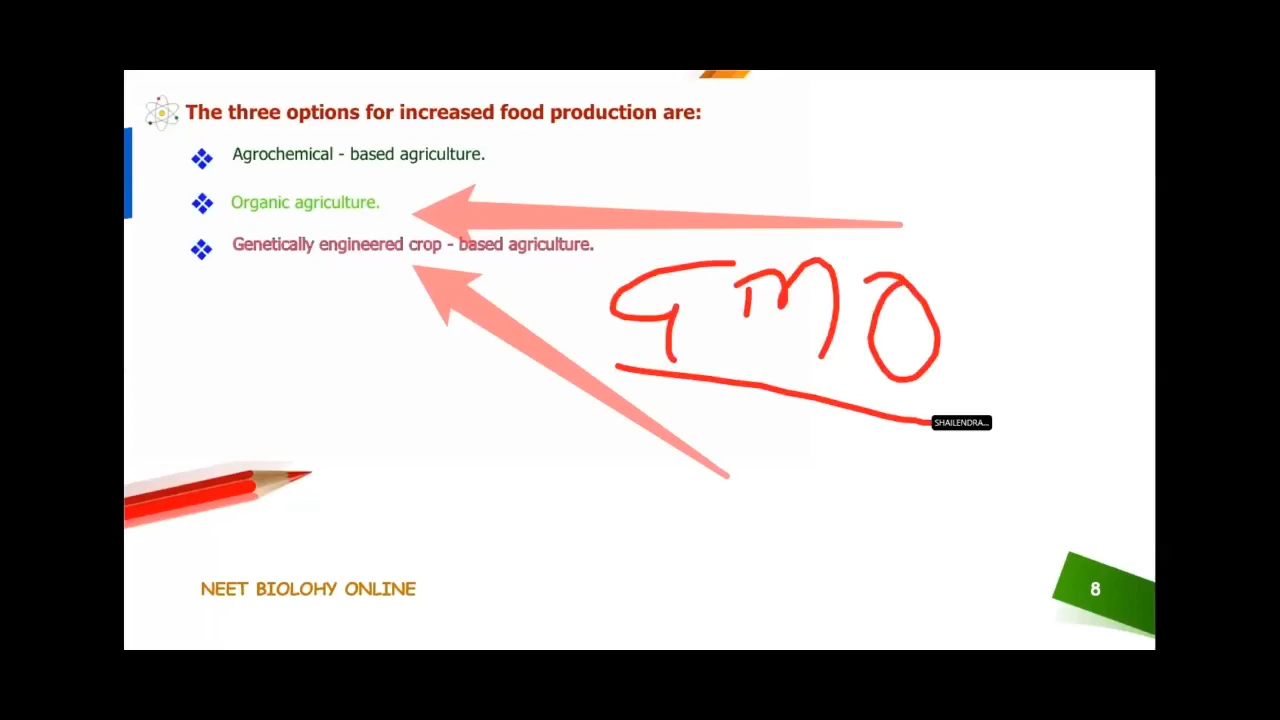 The three options for increased food production are:
Agrochemical - based agriculture.
Organic agriculture.
Genetically engineered crop - based agriculture.
GMO
SHAILENDRA...
NEET BIOLOHY ONLINE
8